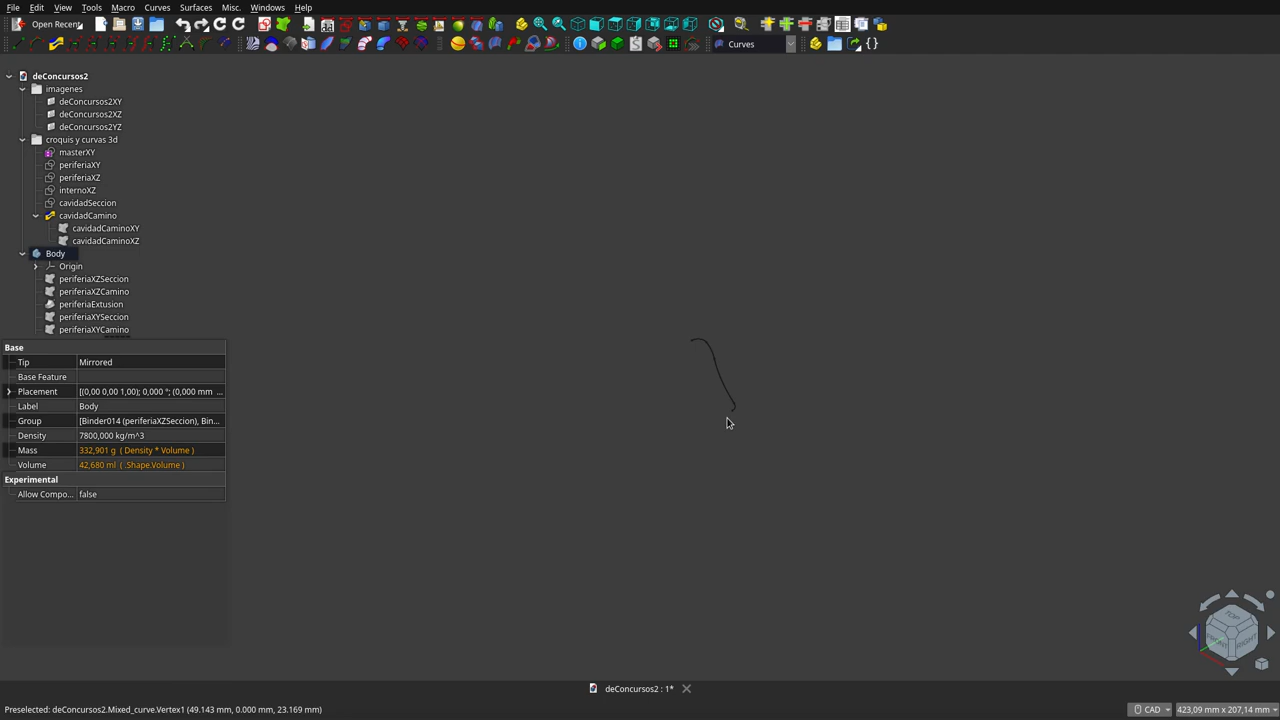 File Edit View Tools Macro Curves Surfaces Misc. Windows Help
Open Recent
Curves
deConcursos2
imagenes
deConcursos2XY
deConcursos2XZ
deConcursos2YZ
croquis y curvas 3d
masterXY
periferiaXY
periferiaXZ
internoXZ
cavidadSeccion
cavidadCamino
cavidadCaminoXY
cavidadCaminoXZ
Body
Origin
periferiaXZSeccion
periferiaXZCamino
periferiaExtusion
periferiaXYSeccion
periferiaXYCamino
Base
Tip Mirrored
Base Feature
Placement [(0,00 0,00 1,00); 0,000 °; (0,000 mm ...
Label Body
Group [Binder014 (periferiaXZSeccion), Bin...
Density 7800,000 kg/m^3
Mass 332,901 g ( Density * Volume )
Volume 42,680 ml ( .Shape.Volume )
Experimental
Allow Compo... false
TOP
FRONT
RIGHT
deConcursos2 : 1*
Preselected: deConcursos2.Mixed_curve.Vertex1 (49.143 mm, 0.000 mm, 23.169 mm)
CAD
423,09 mm x 207,14 mm